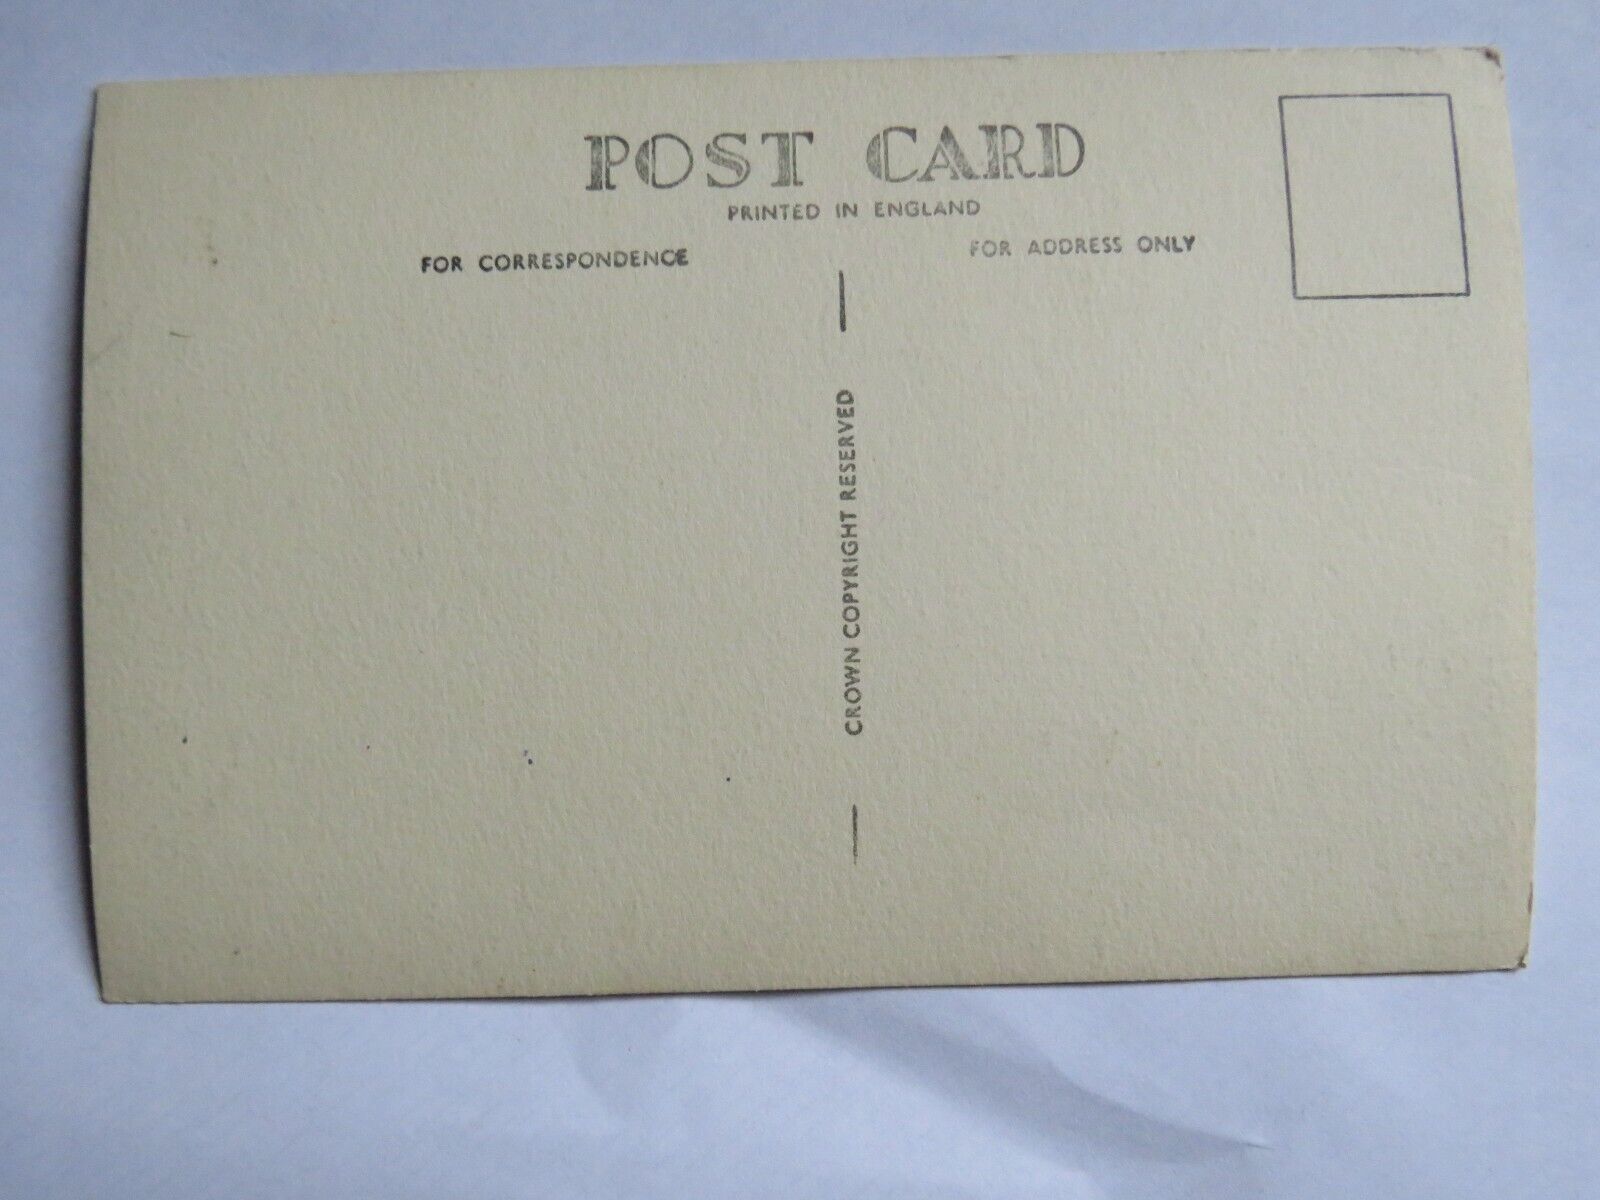 POST CARD
PRINTED IN ENGLAND
FOR CORRESPONDENCE
FOR ADDRESS ONLY
CROWN COPYRIGHT RESERVED